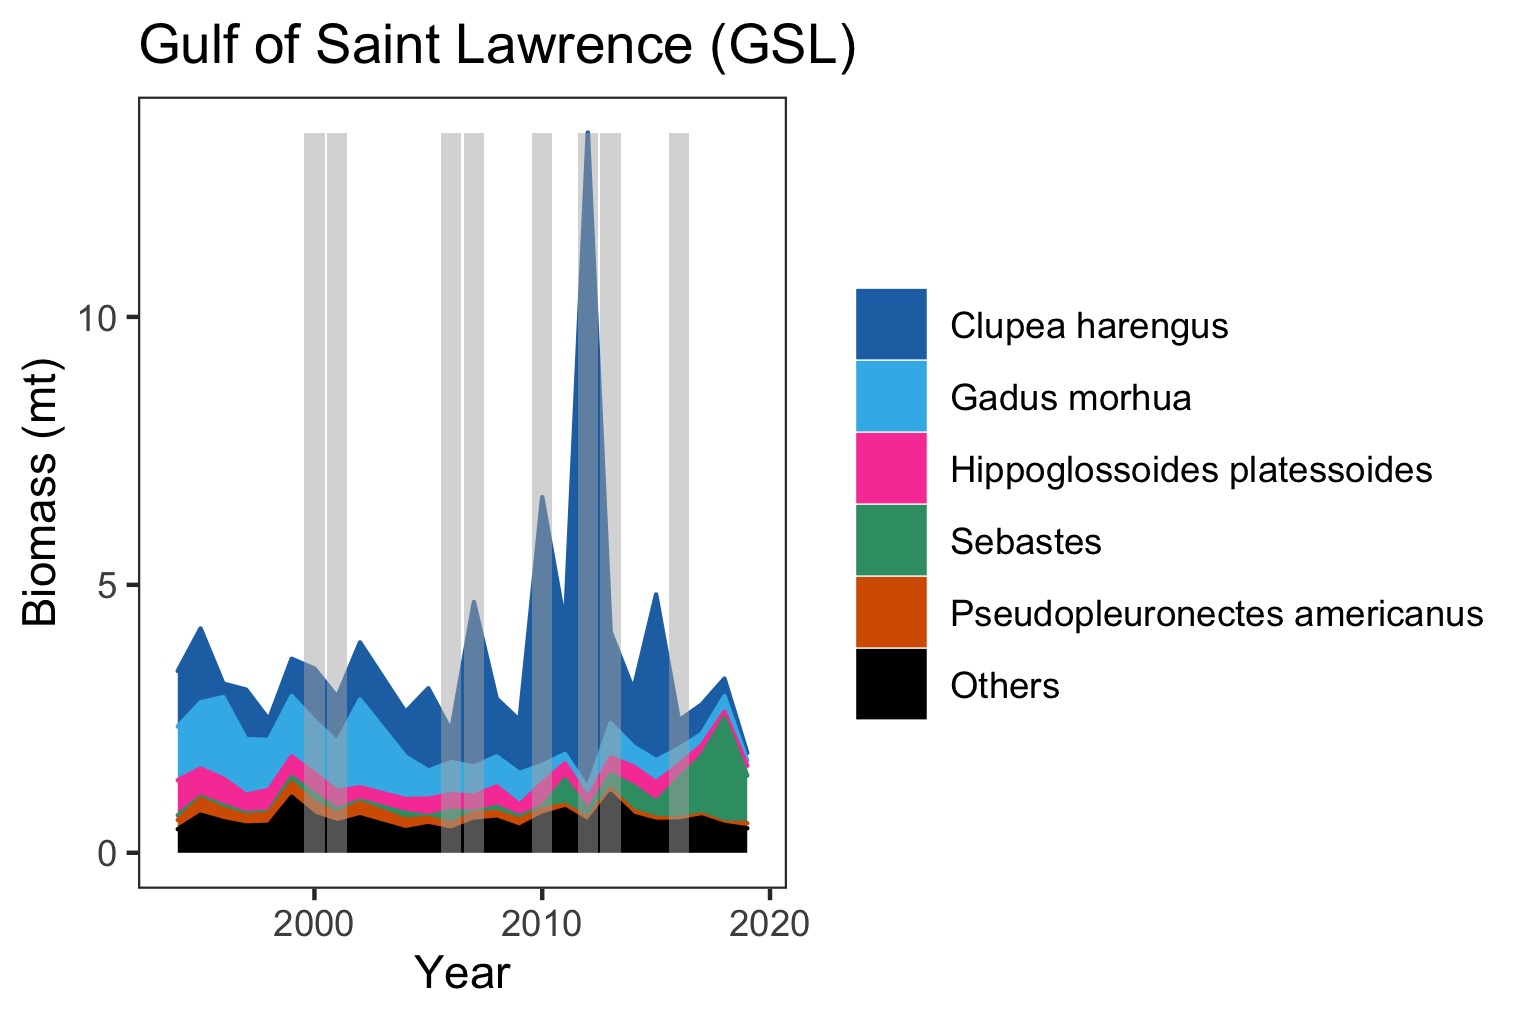 Gulf of Saint Lawrence (GSL)
Biomass (mt)
10
5
0
2000
2010
2020
Year
Clupea harengus
Gadus morhua
Hippoglossoides platessoides
Sebastes
Pseudopleuronectes americanus
Others